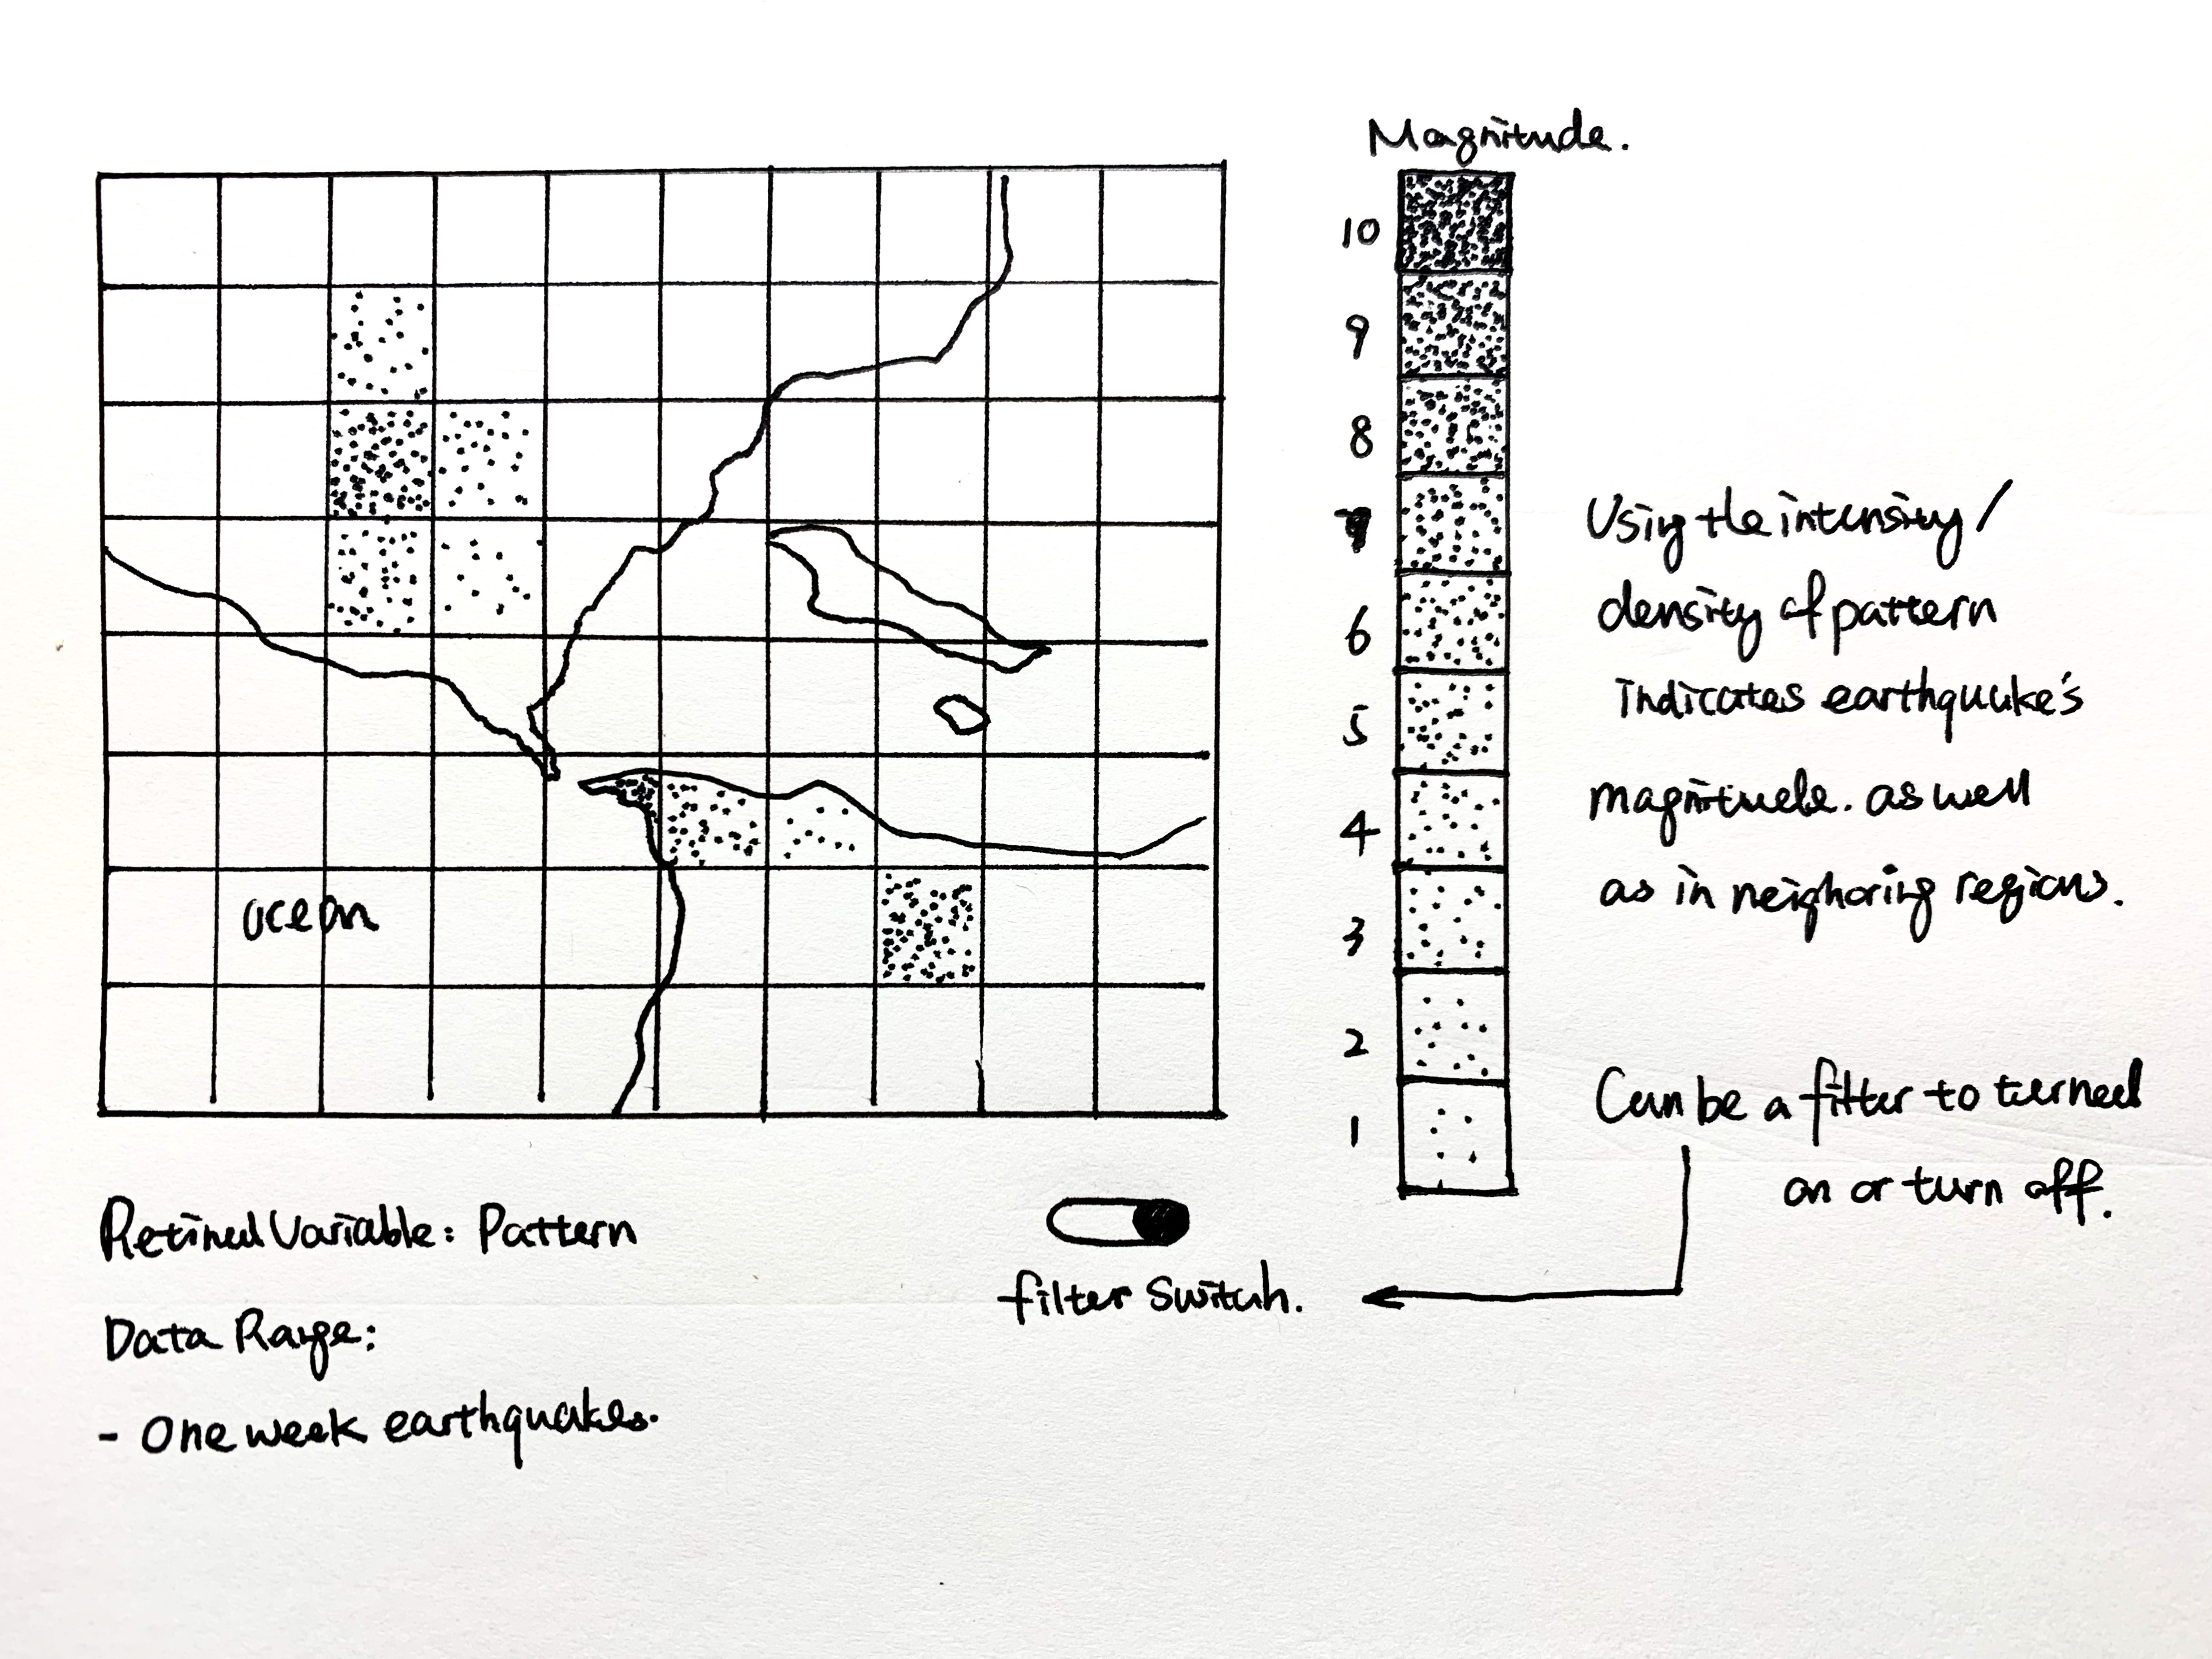 Magnitude.
10
9
8
7
6
5
4
3
2
1
Using the intensity/
density of pattern
indicates earthquake's
magnitude. as well
as in neighoring regions.
Can be a filter to turned
on or turn off.
ocean
Retinal Variable: Pattern
filter Switch.
Data Range:
- One week earthquakes.